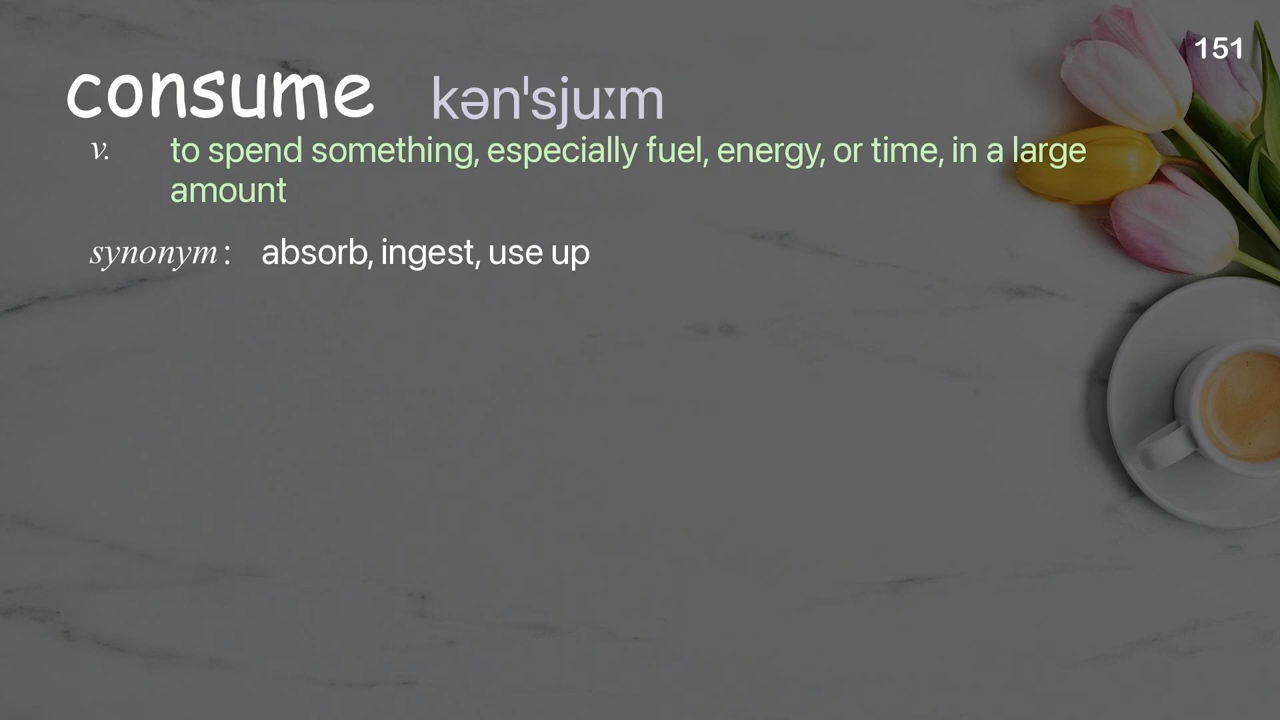 151
consume kən'sjuːm
v. to spend something, especially fuel, energy, or time, in a large
amount
synonym : absorb, ingest, use up